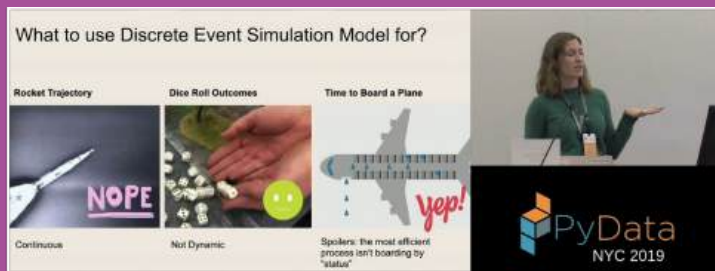 What to use Discrete Event Simulation Model for?
Rocket Trajectory
NOPE
Continuous
Dice Roll Outcomes
Not Dynamic
Time to Board a Plane
Yep!
Spoilers: the most efficient
process isn't boarding by
"status"
PyData
NYC 2019